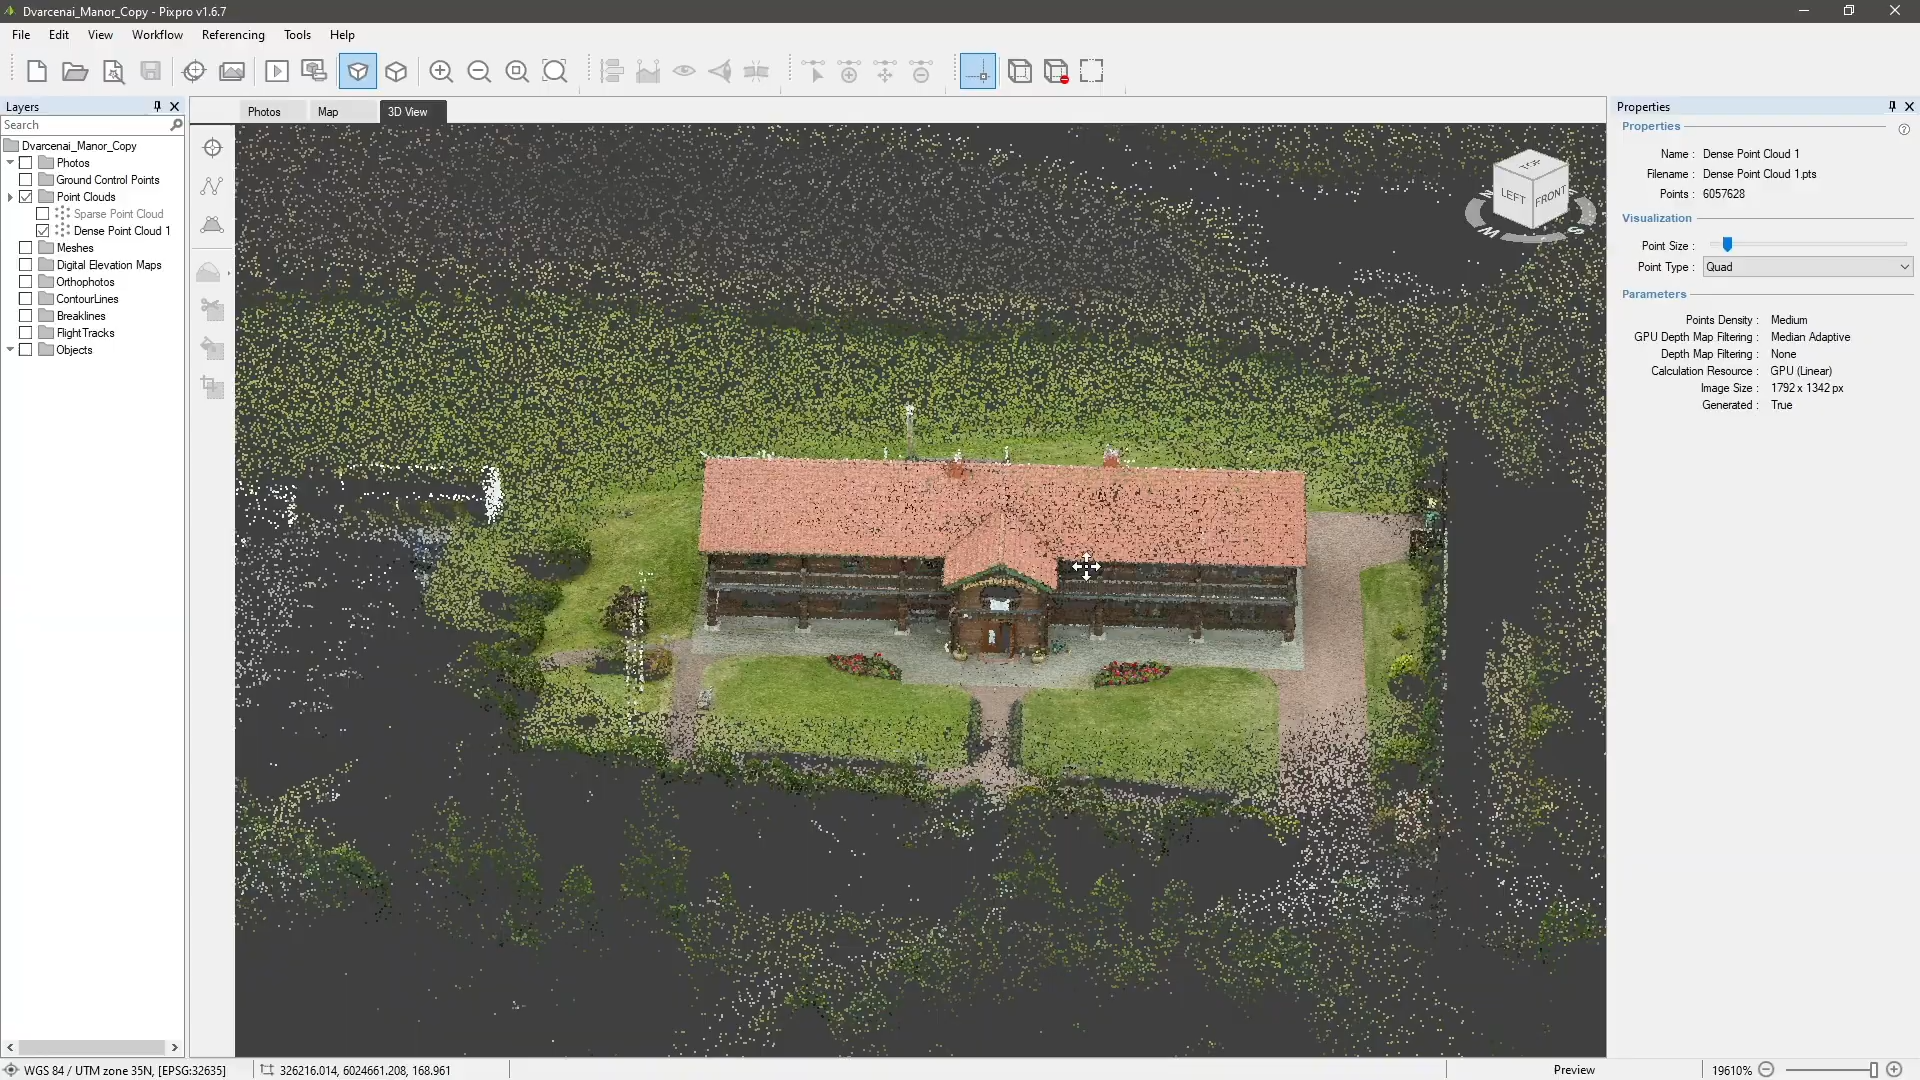 Dvarcenai_Manor_Copy - Pixpro v1.6.7
File Edit View Workflow Referencing Tools Help
Layers
Search
Dvarcenai_Manor_Copy
Photos
Ground Control Points
Point Clouds
Sparse Point Cloud
Dense Point Cloud 1
Meshes
Digital Elevation Maps
Orthophotos
ContourLines
Breaklines
FlightTracks
Objects
Photos Map 3D View
TOP
LEFT FRONT
W S
Properties
Properties
Name : Dense Point Cloud 1
Filename : Dense Point Cloud 1.pts
Points : 6057628
Visualization
Point Size :
Point Type : Quad
Parameters
Points Density : Medium
GPU Depth Map Filtering : Median Adaptive
Depth Map Filtering : None
Calculation Resource : GPU (Linear)
Image Size : 1792 x 1342 px
Generated : True
WGS 84 / UTM zone 35N, [EPSG:32635] 326216.014, 6024661.208, 168.961 Preview 19610%